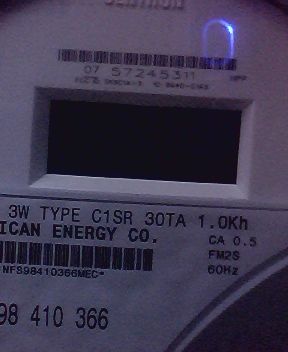 CENTRON
07 57245311
3W TYPE C1SR 30TA 1.0Kh
ICAN ENERGY CO.
CA 0.5
FM2S
60Hz
NFS98410366MEC*
98 410 366